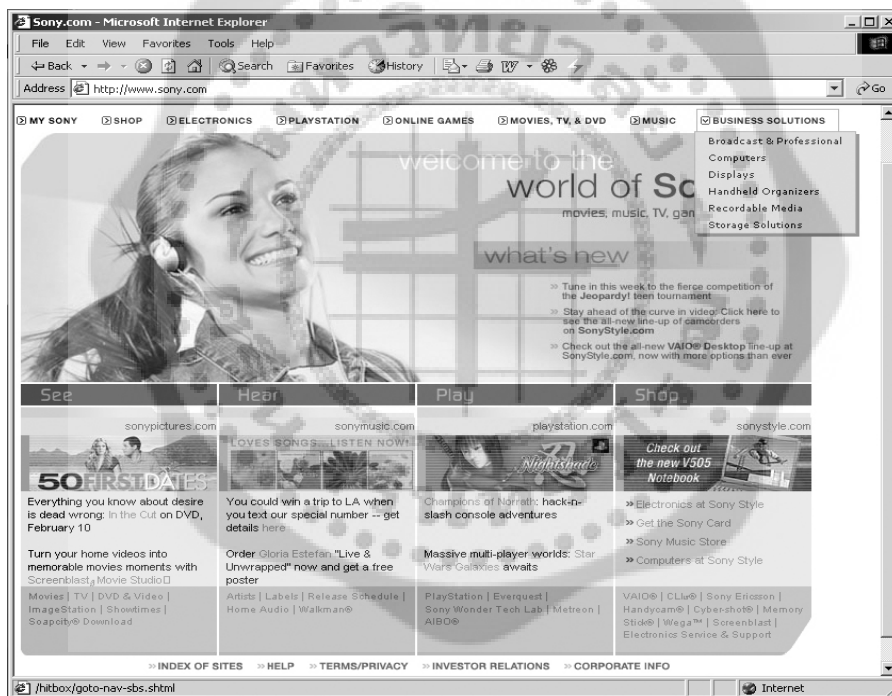 Sony.com - Microsoft Internet Explorer
File Edit View Favorites Tools Help
Back Search Favorites History
Address http://www.sony.com Go
MY SONY SHOP ELECTRONICS PLAYSTATION ONLINE GAMES MOVIES, TV, & DVD MUSIC BUSINESS SOLUTIONS
Broadcast & Professional
Computers
Displays
Handheld Organizers
Recordable Media
Storage Solutions
welcome to the
world of So
movies, music, TV, gam
what's new
» Tune in this week to the fierce competition of
the Jeopardy! teen tournament
» Stay ahead of the curve in video: Click here to
see the all-new line-up of camcorders
on SonyStyle.com
» Check out the all-new VAIO® Desktop line-up at
SonyStyle.com, now with more options than ever
See
sonypictures.com
50 FIRST DATES
Everything you know about desire
is dead wrong: In the Cut on DVD,
February 10
Turn your home videos into
memorable movies moments with
Screenblast Movie Studio
Movies | TV | DVD & Video |
ImageStation | Showtimes |
Soapcity® Download
Hear
sonymusic.com
LOVES SONGS...LISTEN NOW!
You could win a trip to LA when
you text our special number -- get
details here
Order Gloria Estefan "Live &
Unwrapped" now and get a free
poster
Artists | Labels | Release Schedule |
Home Audio | Walkman®
Play
playstation.com
Nightshade
Champions of Norrath: hack-n-
slash console adventures
Massive multi-player worlds: Star
Wars Galaxies awaits
PlayStation | Everquest |
Sony Wonder Tech Lab | Metreon |
AIBO®
Shop
sonystyle.com
Check out
the new V505
Notebook
» Electronics at Sony Style
» Get the Sony Card
» Sony Music Store
» Computers at Sony Style
VAIO® | CLIÉ® | Sony Ericsson |
Handycam® | Cyber-shot® | Memory
Stick® | Wega™ | Screenblast |
Electronics Service & Support
» INDEX OF SITES » HELP » TERMS/PRIVACY » INVESTOR RELATIONS » CORPORATE INFO
/hitbox/goto-nav-sbs.shtml Internet